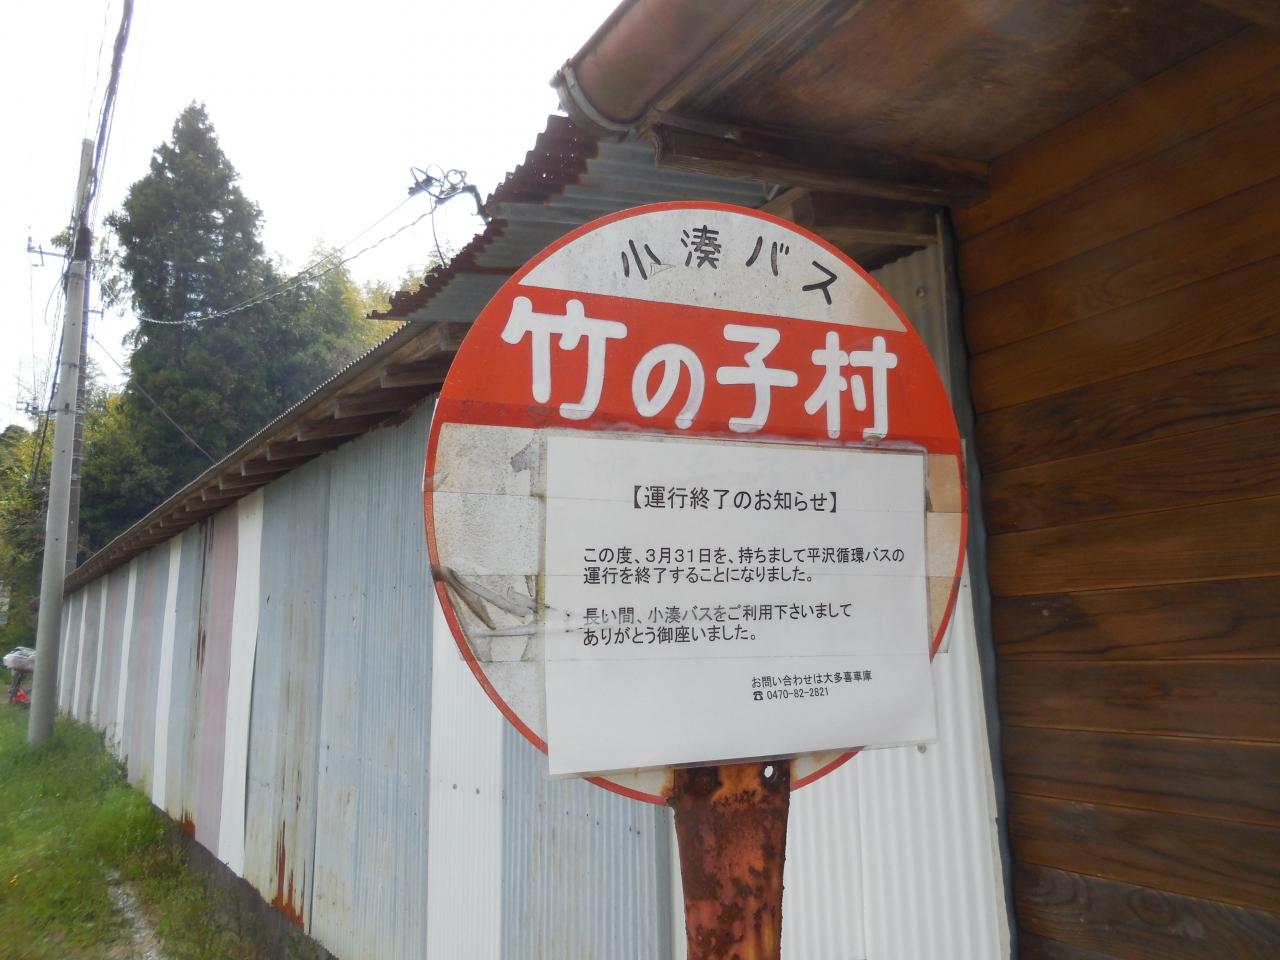 小湊バス
竹の子村
【運行終了のお知らせ】
この度、3月31日を、持ちまして平沢循環バスの
運行を終了することになりました。
長い間、小湊バスをご利用下さいまして
ありがとう御座いました。
お問い合わせは大多喜車庫
☎0470-82-2821